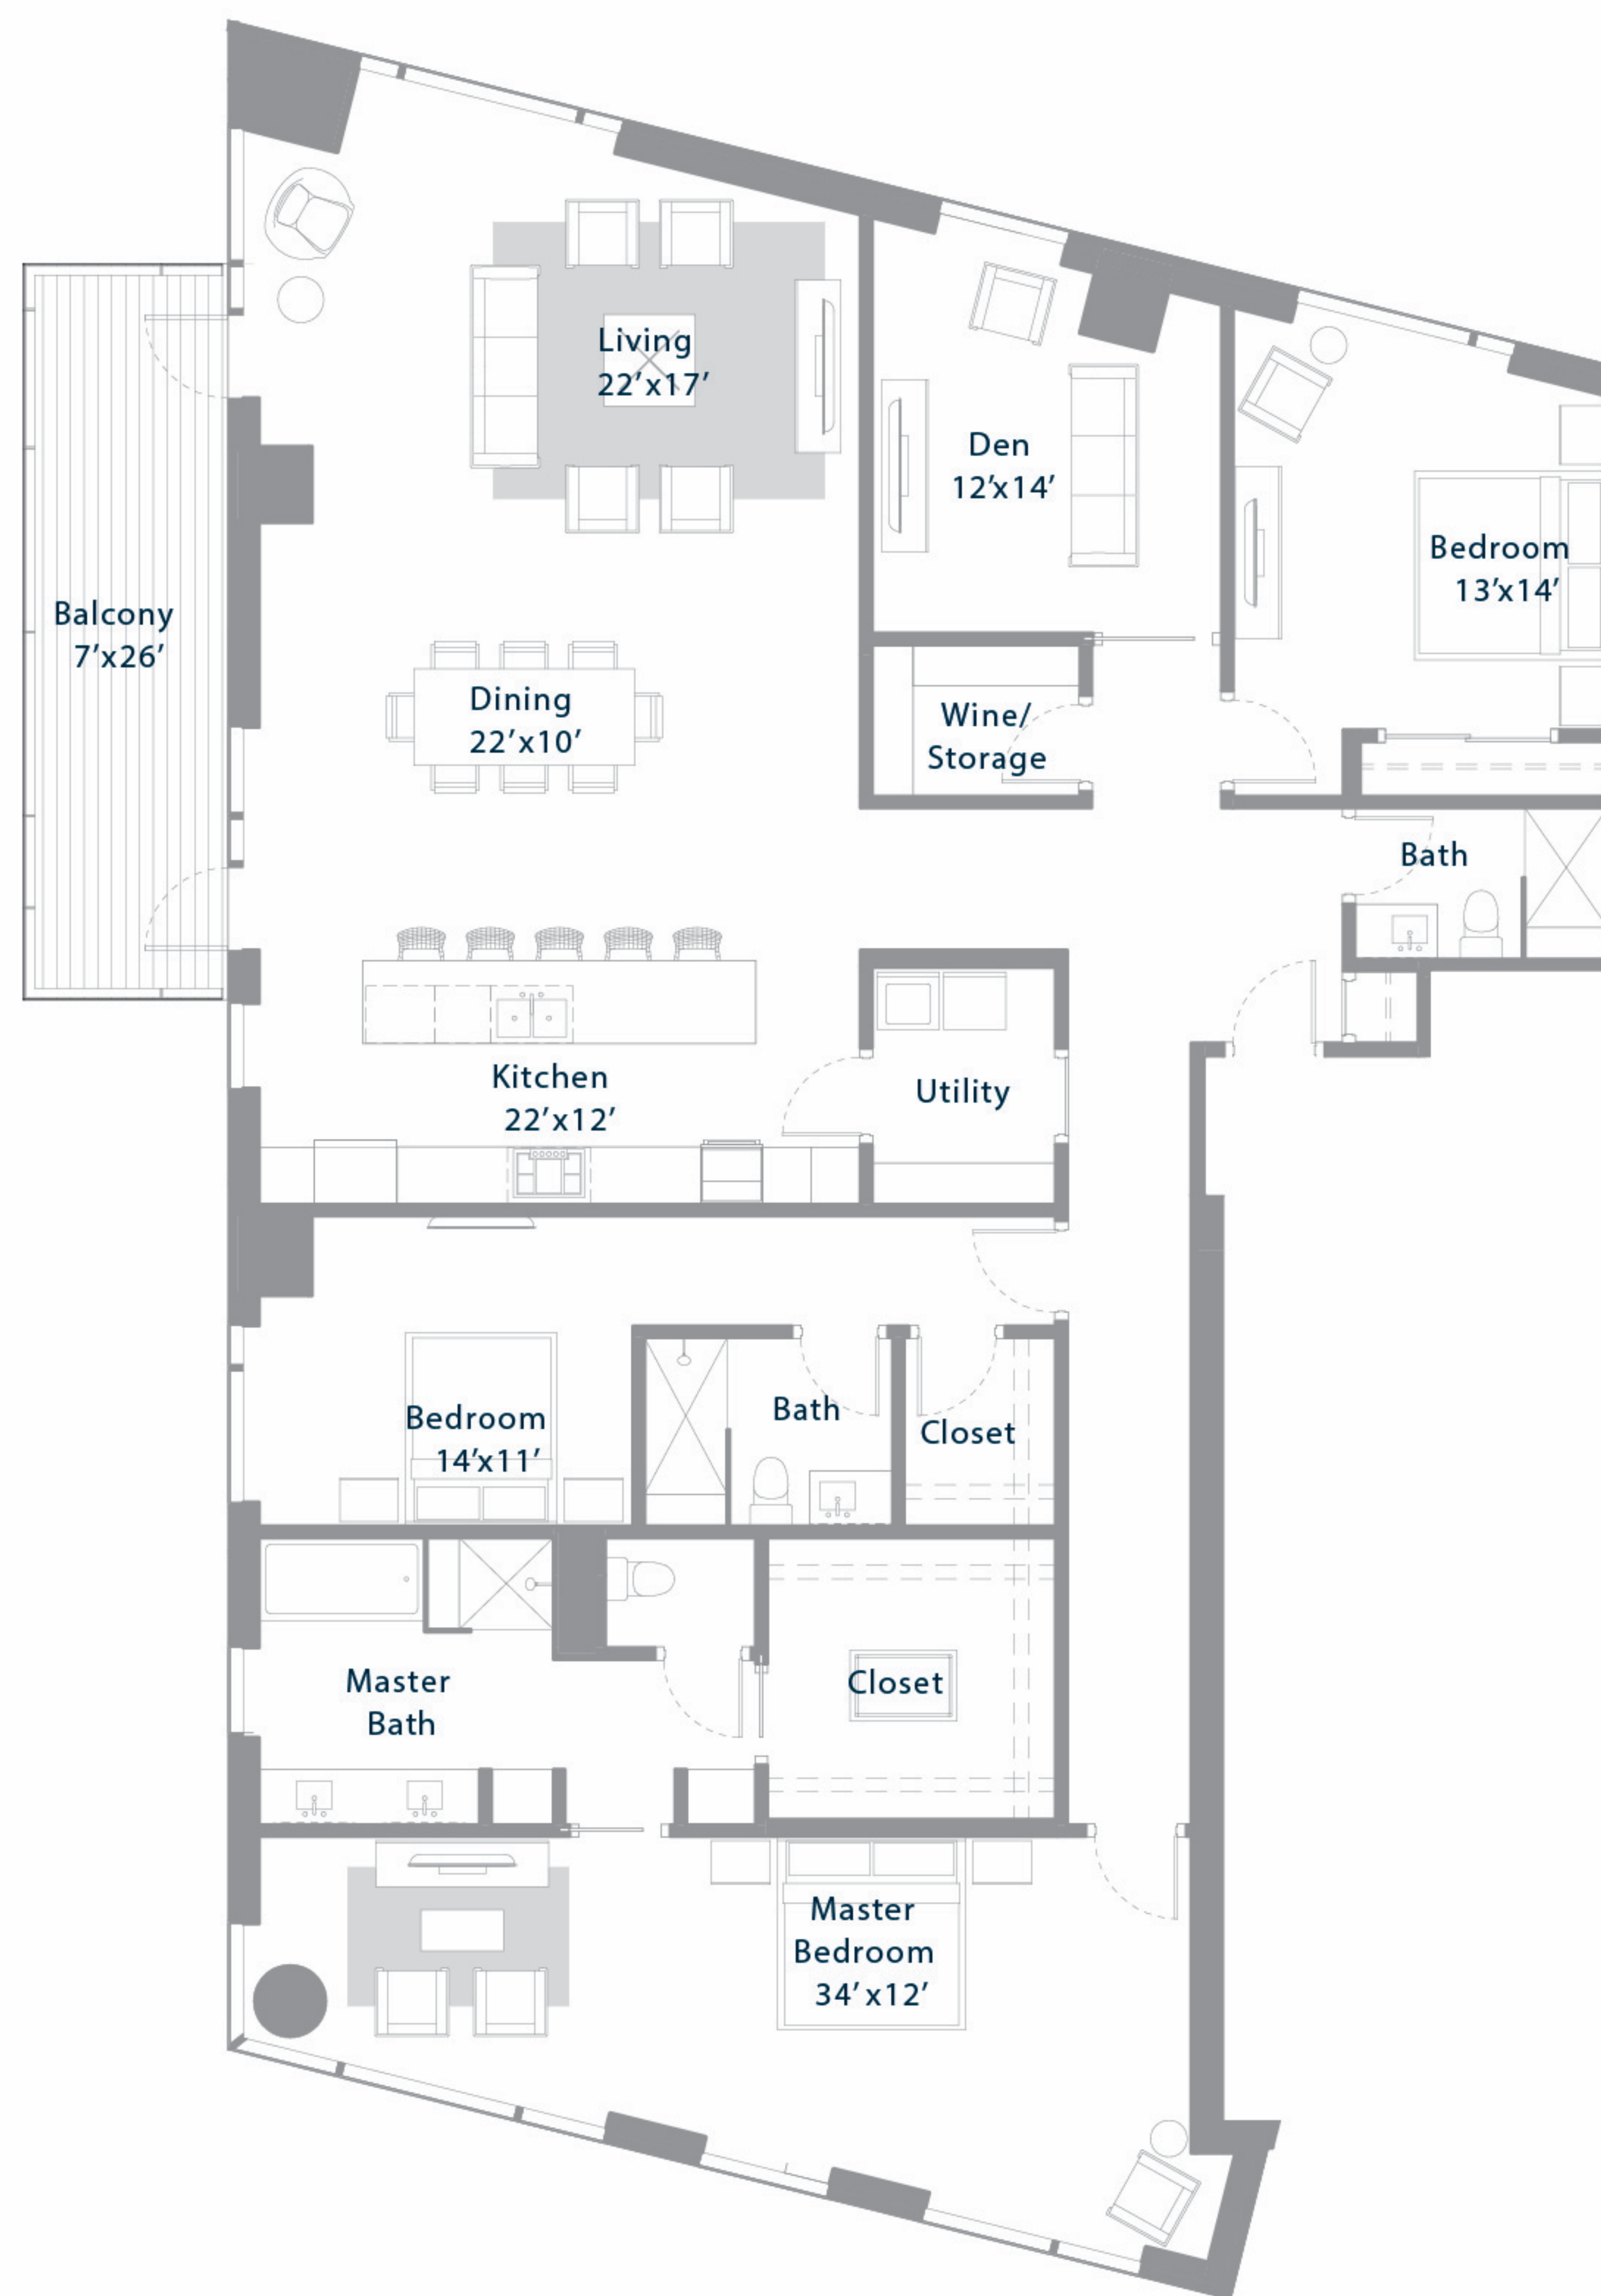 Living
22'x17'
Den
12'x14'
Bedroom
13'x14'
Balcony
7'x26'
Dining
22'x10'
Wine/
Storage
Bath
Kitchen
22'x12'
Utility
Bedroom
14'x11'
Bath
Closet
Master
Bath
Closet
Master
Bedroom
34'x12'